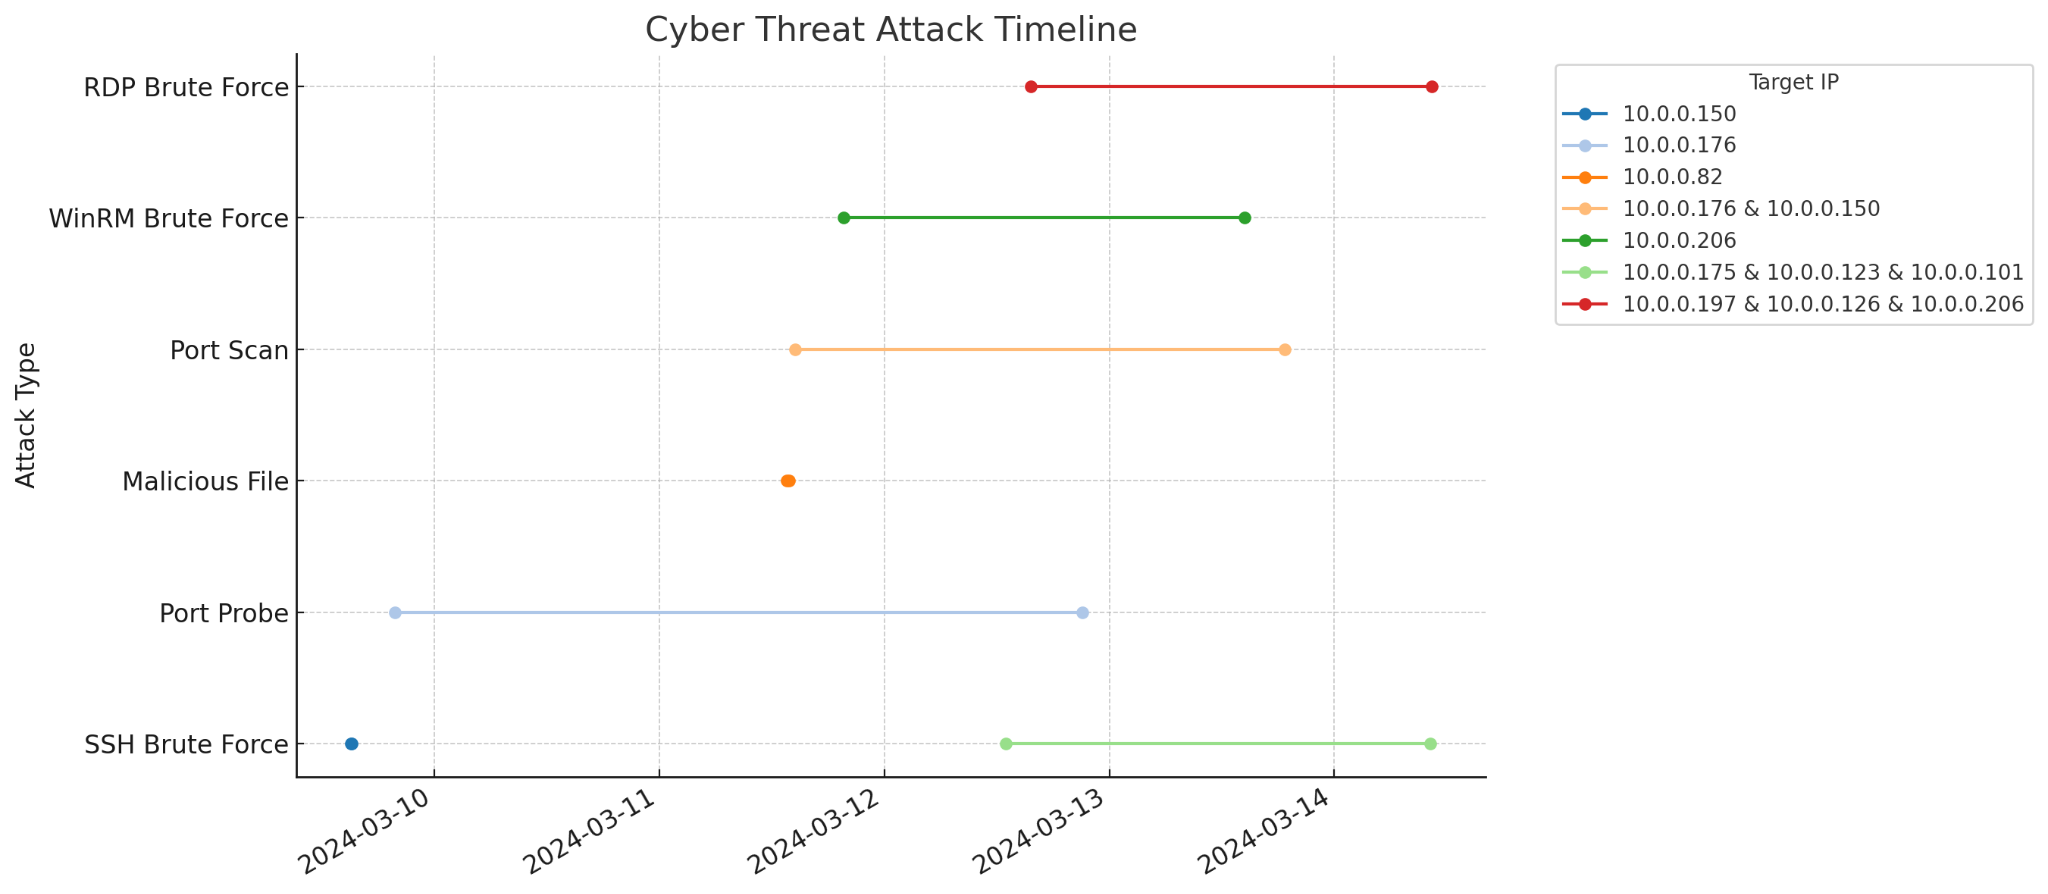 Cyber Threat Attack Timeline
Attack Type
RDP Brute Force
WinRM Brute Force
Port Scan
Malicious File
Port Probe
SSH Brute Force
2024-03-10
2024-03-11
2024-03-12
2024-03-13
2024-03-14
Target IP
10.0.0.150
10.0.0.176
10.0.0.82
10.0.0.176 & 10.0.0.150
10.0.0.206
10.0.0.175 & 10.0.0.123 & 10.0.0.101
10.0.0.197 & 10.0.0.126 & 10.0.0.206